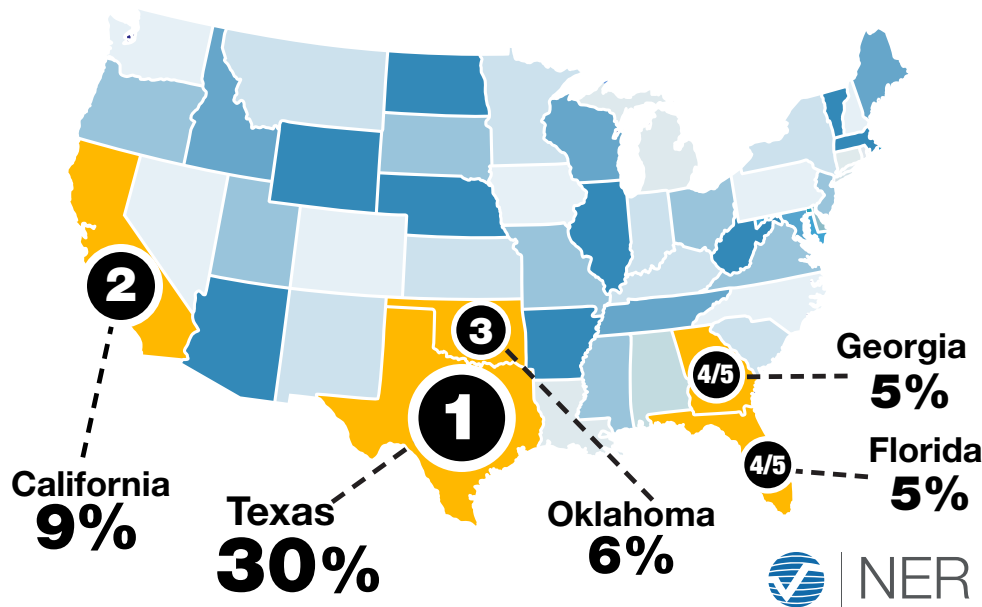 2
3
1
4/5
4/5
Georgia
5%
Florida
5%
California
9%
Texas
30%
Oklahoma
6%
NER